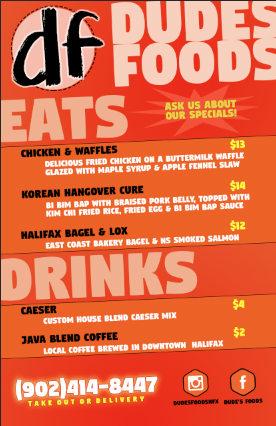 df
DUDES
FOODS
EATS
ASK US ABOUT
OUR SPECIALS!
CHICKEN & WAFFLES $13
DELICIOUS FRIED CHICKEN ON A BUTTERMILK WAFFLE
GLAZED WITH MAPLE SYRUP & APPLE FENNEL SLAW
KOREAN HANGOVER CURE $14
BI BIM BAP WITH BRAISED PORK BELLY, TOPPED WITH
KIM CHI FRIED RICE, FRIED EGG & BI BIM BAP SAUCE
HALIFAX BAGEL & LOX $12
EAST COAST BAKERY BAGEL & NS SMOKED SALMON
DRINKS
CAESER $4
CUSTOM HOUSE BLEND CAESER MIX
JAVA BLEND COFFEE $2
LOCAL COFFEE BREWED IN DOWNTOWN HALIFAX
(902)414-8447
TAKE OUT OR DELIVERY
f
DUDESFOODSHFX DUDE'S FOODS